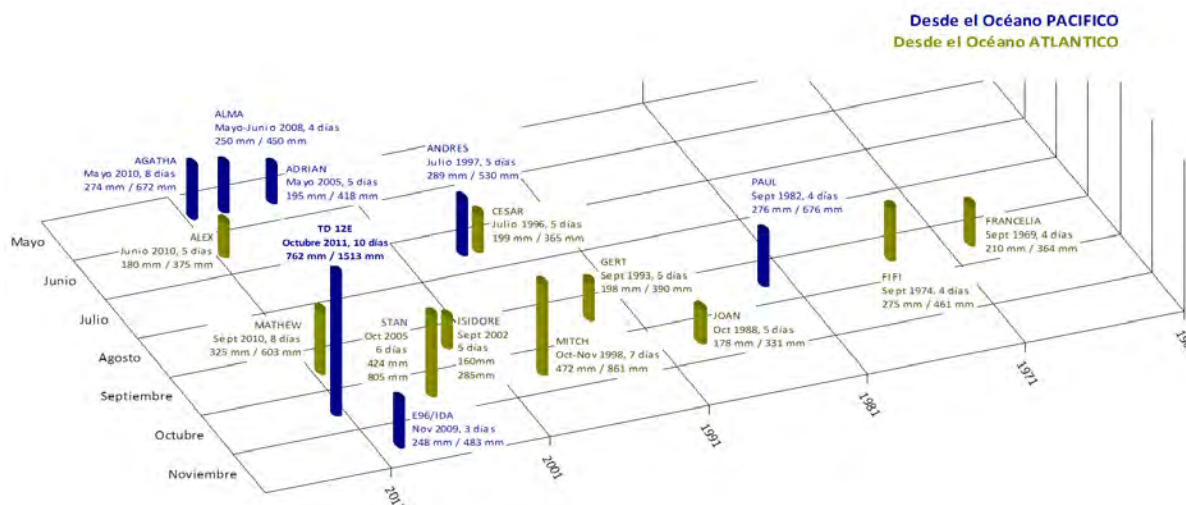 Desde el Océano PACIFICO
Desde el Océano ATLANTICO
ALMA
Mayo-Junio 2008, 4 días
250 mm / 450 mm
AGATHA
Mayo 2010, 8 días
274 mm / 672 mm
ADRIAN
Mayo 2005, 5 días
195 mm / 418 mm
ANDRES
Julio 1997, 5 días
289 mm / 530 mm
CESAR
Julio 1996, 5 días
199 mm / 365 mm
PAUL
Sept 1982, 4 días
276 mm / 676 mm
FRANCELIA
Sept 1969, 4 días
210 mm / 364 mm
FIFI
Sept 1974, 4 días
275 mm / 461 mm
ALEX
Junio 2010, 5 días
180 mm / 375 mm
TD 12E
Octubre 2011, 10 días
762 mm / 1513 mm
GERT
Sept 1993, 5 días
198 mm / 390 mm
MATHEW
Sept 2010, 8 días
325 mm / 603 mm
STAN
Oct 2005
6 días
424 mm
805 mm
ISIDORE
Sept 2002
5 días
160mm
285mm
MITCH
Oct-Nov 1998, 7 días
472 mm / 861 mm
JOAN
Oct 1988, 5 días
178 mm / 331 mm
E96/IDA
Nov 2009, 3 días
248 mm / 483 mm
Mayo
Junio
Julio
Agosto
Septiembre
Octubre
Noviembre
2001
1991
1981
1971